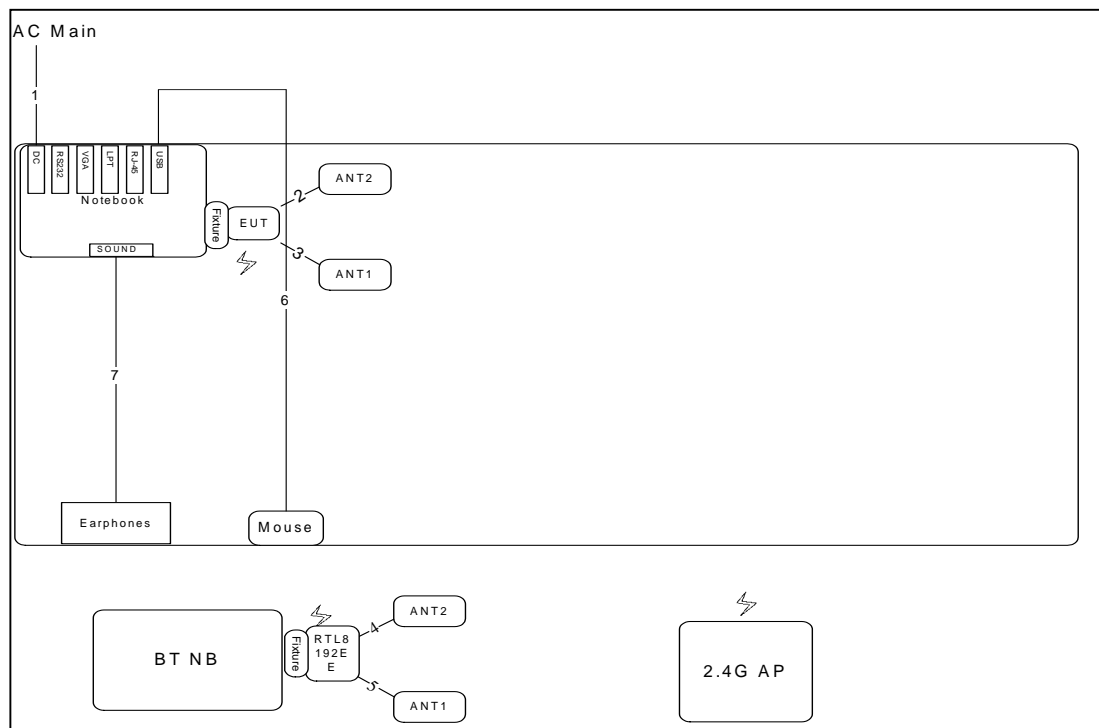 AC Main
1
DC
RS232
VGA
LPT
RJ-45
USB
Notebook
SOUND
Fixture
EUT
2
ANT2
3
ANT1
6
7
Earphones
Mouse
BT NB
Fixture
RTL8
192E
E
4
ANT2
5
ANT1
2.4G AP